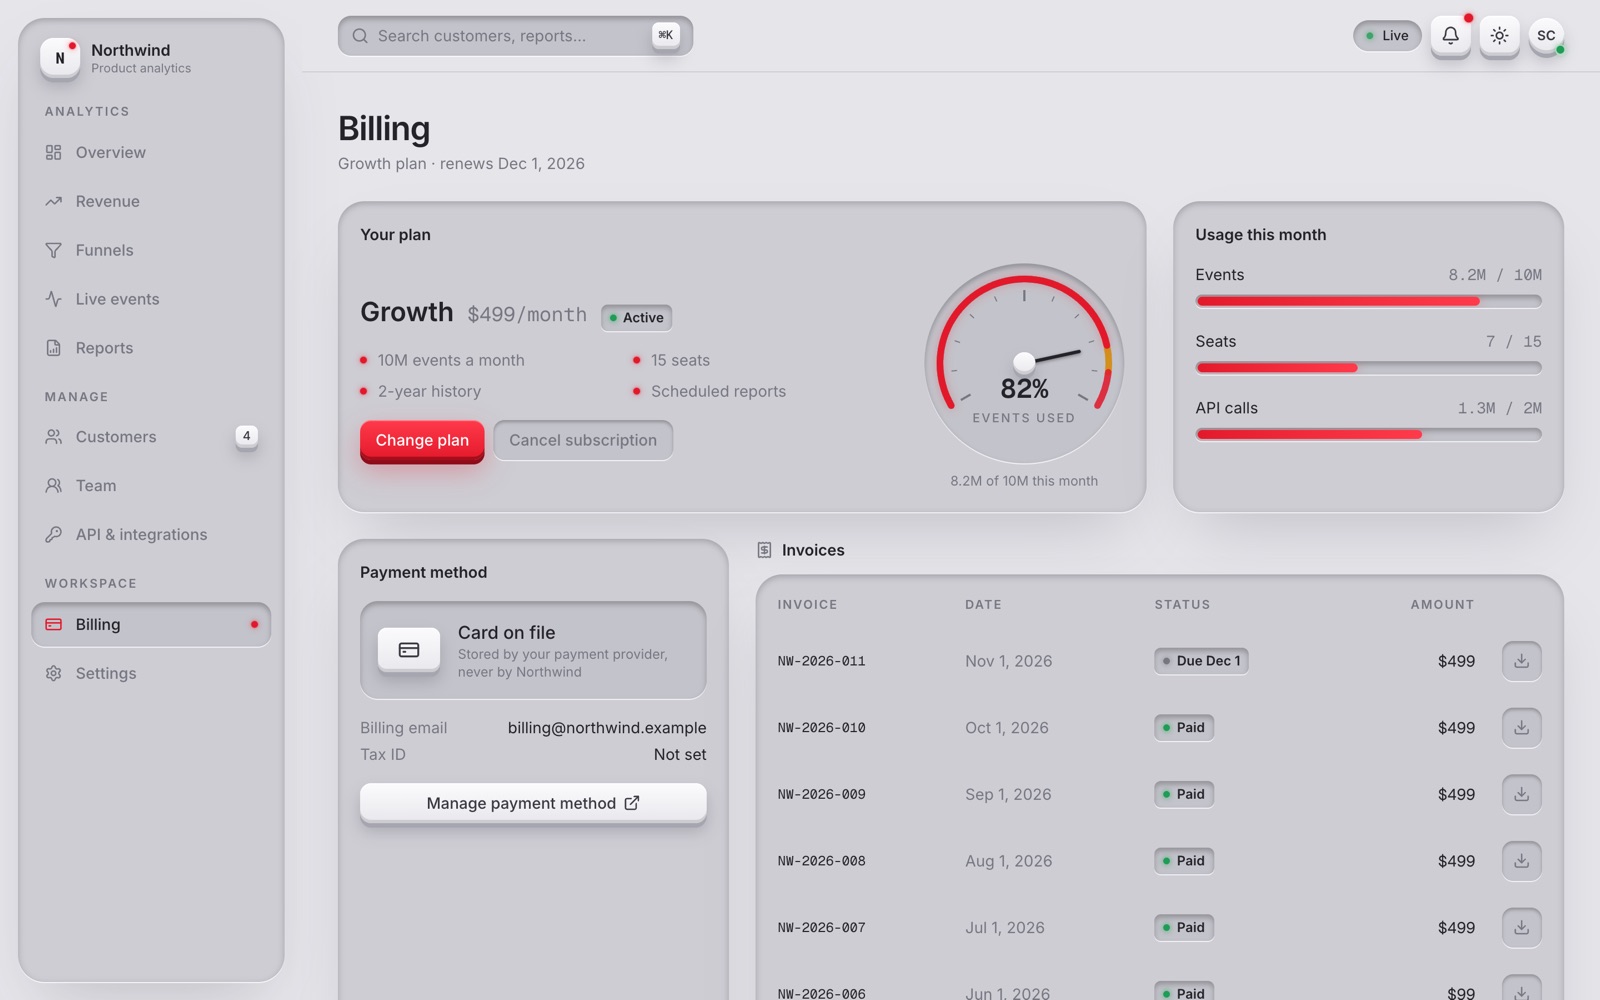 N
Northwind
Product analytics
ANALYTICS
Overview
Revenue
Funnels
Live events
Reports
MANAGE
Customers 4
Team
API & integrations
WORKSPACE
Billing
Settings
Search customers, reports... ⌘K
Live
SC
Billing
Growth plan · renews Dec 1, 2026
Your plan
Growth $499/month Active
10M events a month
15 seats
2-year history
Scheduled reports
Change plan
Cancel subscription
82%
EVENTS USED
8.2M of 10M this month
Usage this month
Events 8.2M / 10M
Seats 7 / 15
API calls 1.3M / 2M
Payment method
Card on file
Stored by your payment provider,
never by Northwind
Billing email billing@northwind.example
Tax ID Not set
Manage payment method
Invoices
INVOICE DATE STATUS AMOUNT
NW-2026-011 Nov 1, 2026 Due Dec 1 $499
NW-2026-010 Oct 1, 2026 Paid $499
NW-2026-009 Sep 1, 2026 Paid $499
NW-2026-008 Aug 1, 2026 Paid $499
NW-2026-007 Jul 1, 2026 Paid $499
NW-2026-006 Jun 1, 2026 Paid $99